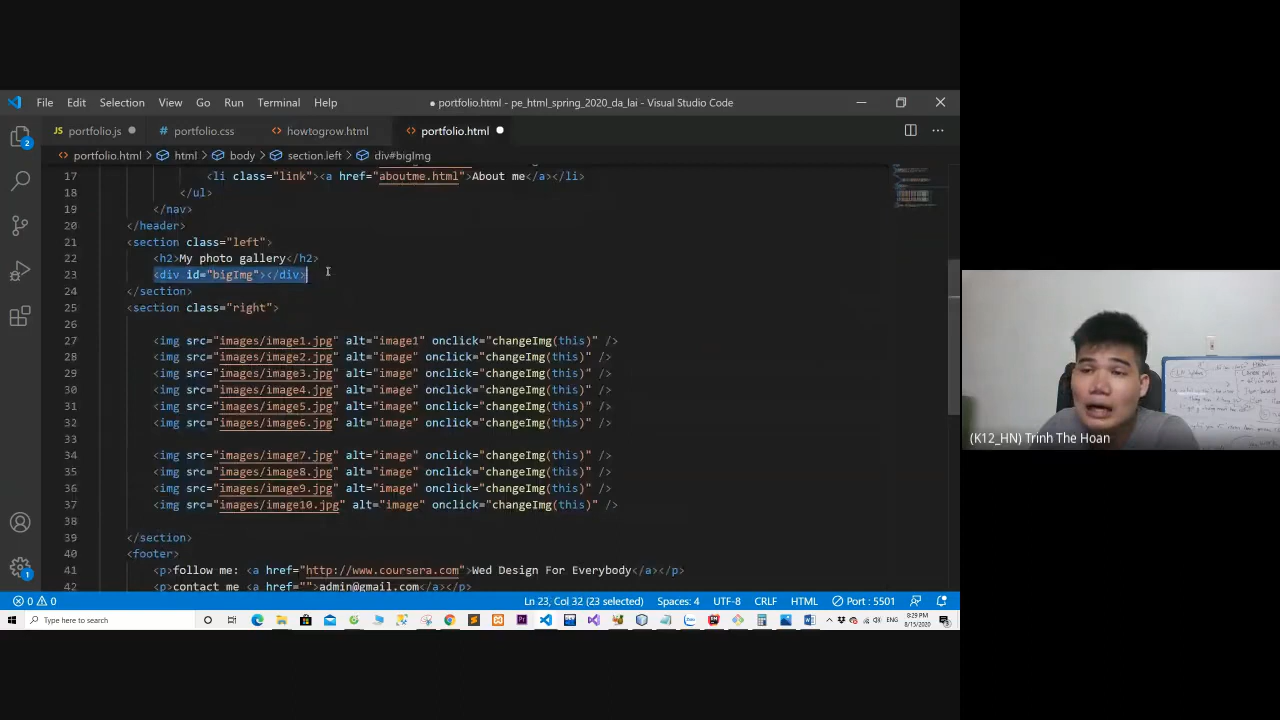 File Edit Selection View Go Run Terminal Help
● portfolio.html - pe_html_spring_2020_da_lai - Visual Studio Code
JS portfolio.js ● # portfolio.css <> howtogrow.html <> portfolio.html ●
<> portfolio.html > html > body > section.left > div#bigImg
17 <li class="link"><a href="aboutme.html">About me</a></li>
18 </ul>
19 </nav>
20 </header>
21 <section class="left">
22 <h2>My photo gallery</h2>
23 <div id="bigImg"></div>
24 </section>
25 <section class="right">
26
27 <img src="images/image1.jpg" alt="image1" onclick="changeImg(this)" />
28 <img src="images/image2.jpg" alt="image" onclick="changeImg(this)" />
29 <img src="images/image3.jpg" alt="image" onclick="changeImg(this)" />
30 <img src="images/image4.jpg" alt="image" onclick="changeImg(this)" />
31 <img src="images/image5.jpg" alt="image" onclick="changeImg(this)" />
32 <img src="images/image6.jpg" alt="image" onclick="changeImg(this)" />
33
34 <img src="images/image7.jpg" alt="image" onclick="changeImg(this)" />
35 <img src="images/image8.jpg" alt="image" onclick="changeImg(this)" />
36 <img src="images/image9.jpg" alt="image" onclick="changeImg(this)" />
37 <img src="images/image10.jpg" alt="image" onclick="changeImg(this)" />
38
39 </section>
40 <footer>
41 <p>follow me: <a href="http://www.coursera.com">Wed Design For Everybody</a></p>
42 <p>contact me <a href="">admin@gmail.com</a></p>
2
1
(K12_HN) Trinh The Hoan
0 0 Ln 23, Col 32 (23 selected) Spaces: 4 UTF-8 CRLF HTML Port : 5501
Type here to search ENG 8:29 PM
8/15/2020